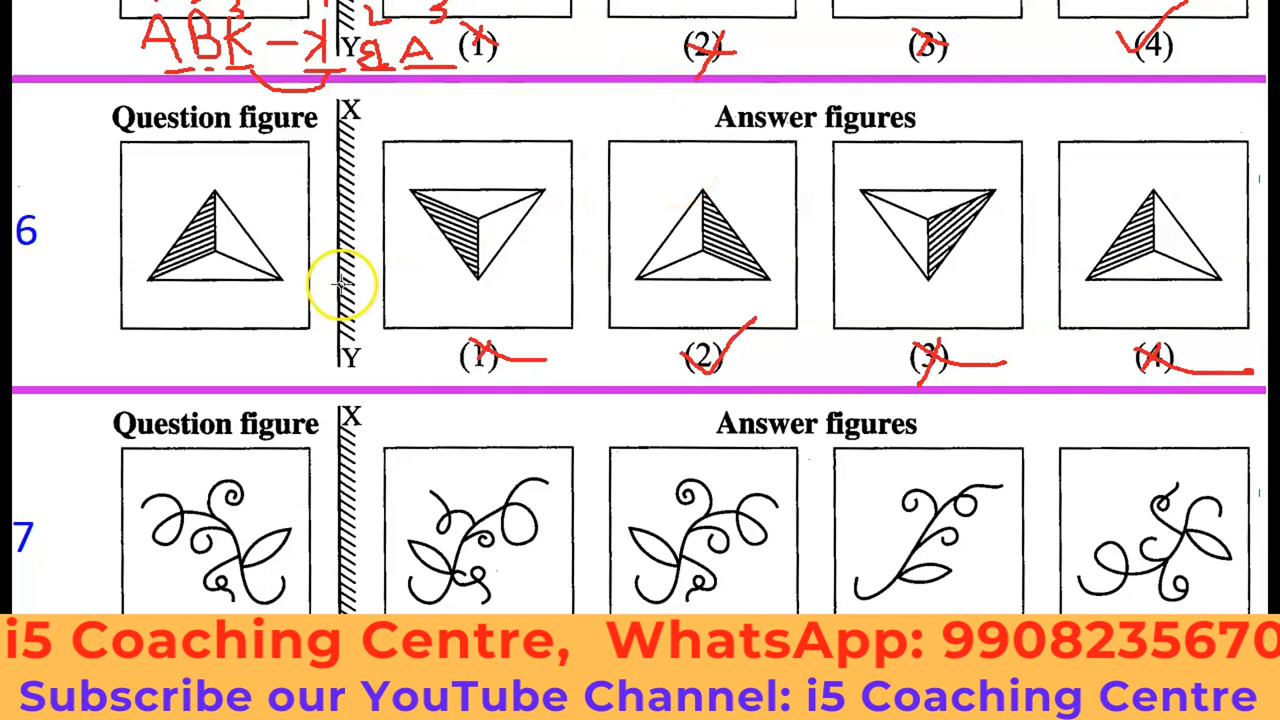 ABK – K B A
Y (1) (2) (3) (4)
Question figure X Answer figures
6
Y (1) (2) (3) (4)
Question figure X Answer figures
7
i5 Coaching Centre, WhatsApp: 9908235670
Subscribe our YouTube Channel: i5 Coaching Centre